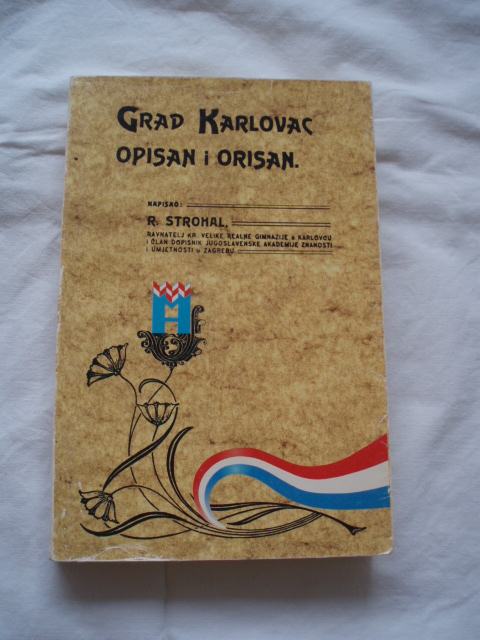 GRAD KARLOVAC
OPISAN i ORISAN.
NAPISAO:
R. STROHAL,
RAVNATELJ KR. VELIKE REALNE GIMNAZIJE u KARLOVCU
I ČLAN DOPISNIK JUGOSLAVENSKE AKADEMIJE ZNANOSTI
I UMJETNOSTI u ZAGREBU